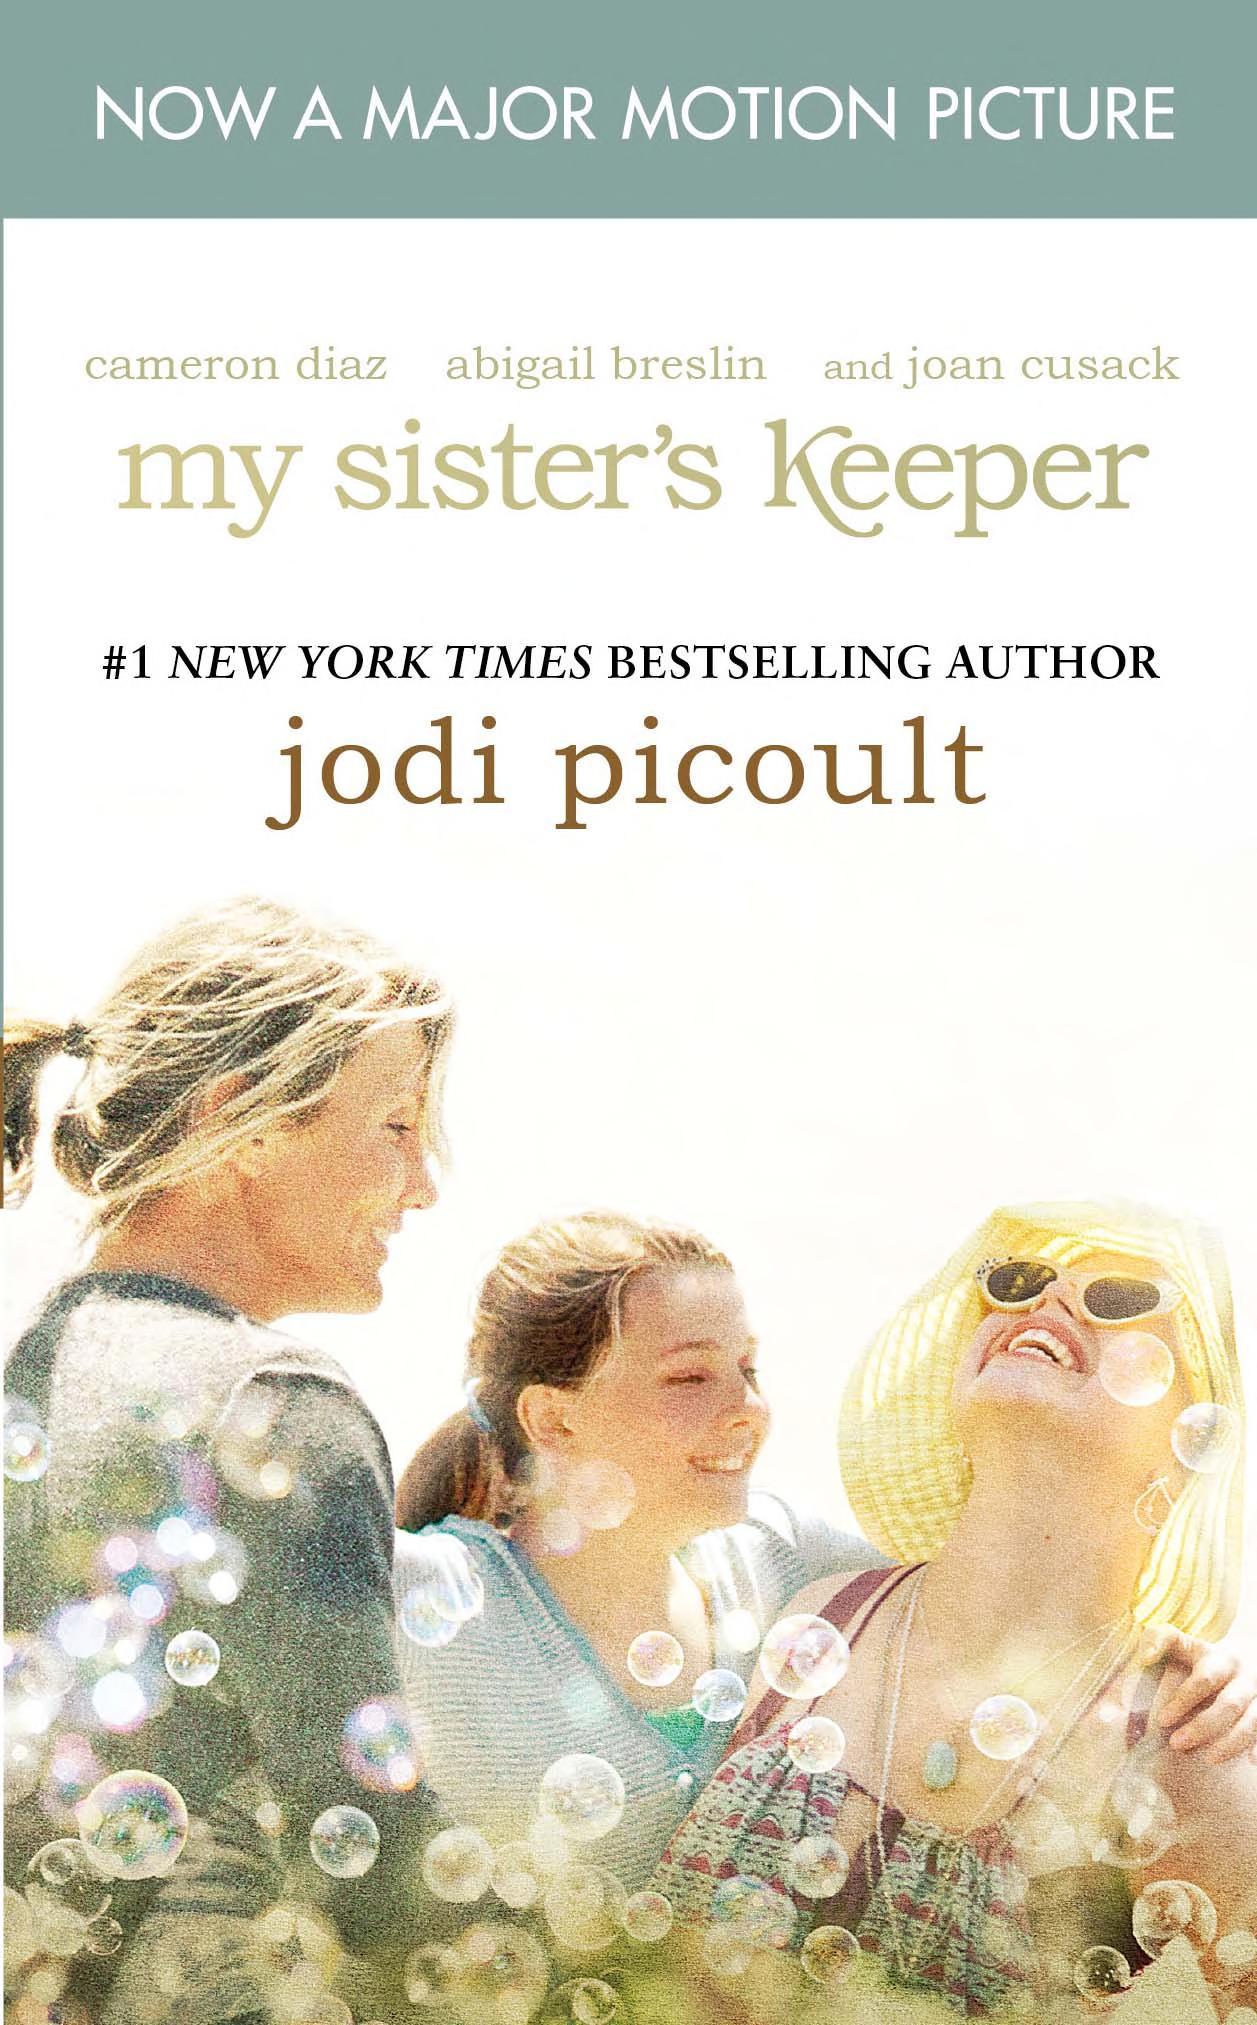 NOW A MAJOR MOTION PICTURE
cameron diaz abigail breslin and joan cusack
my sister's keeper
#1 NEW YORK TIMES BESTSELLING AUTHOR
jodi picoult